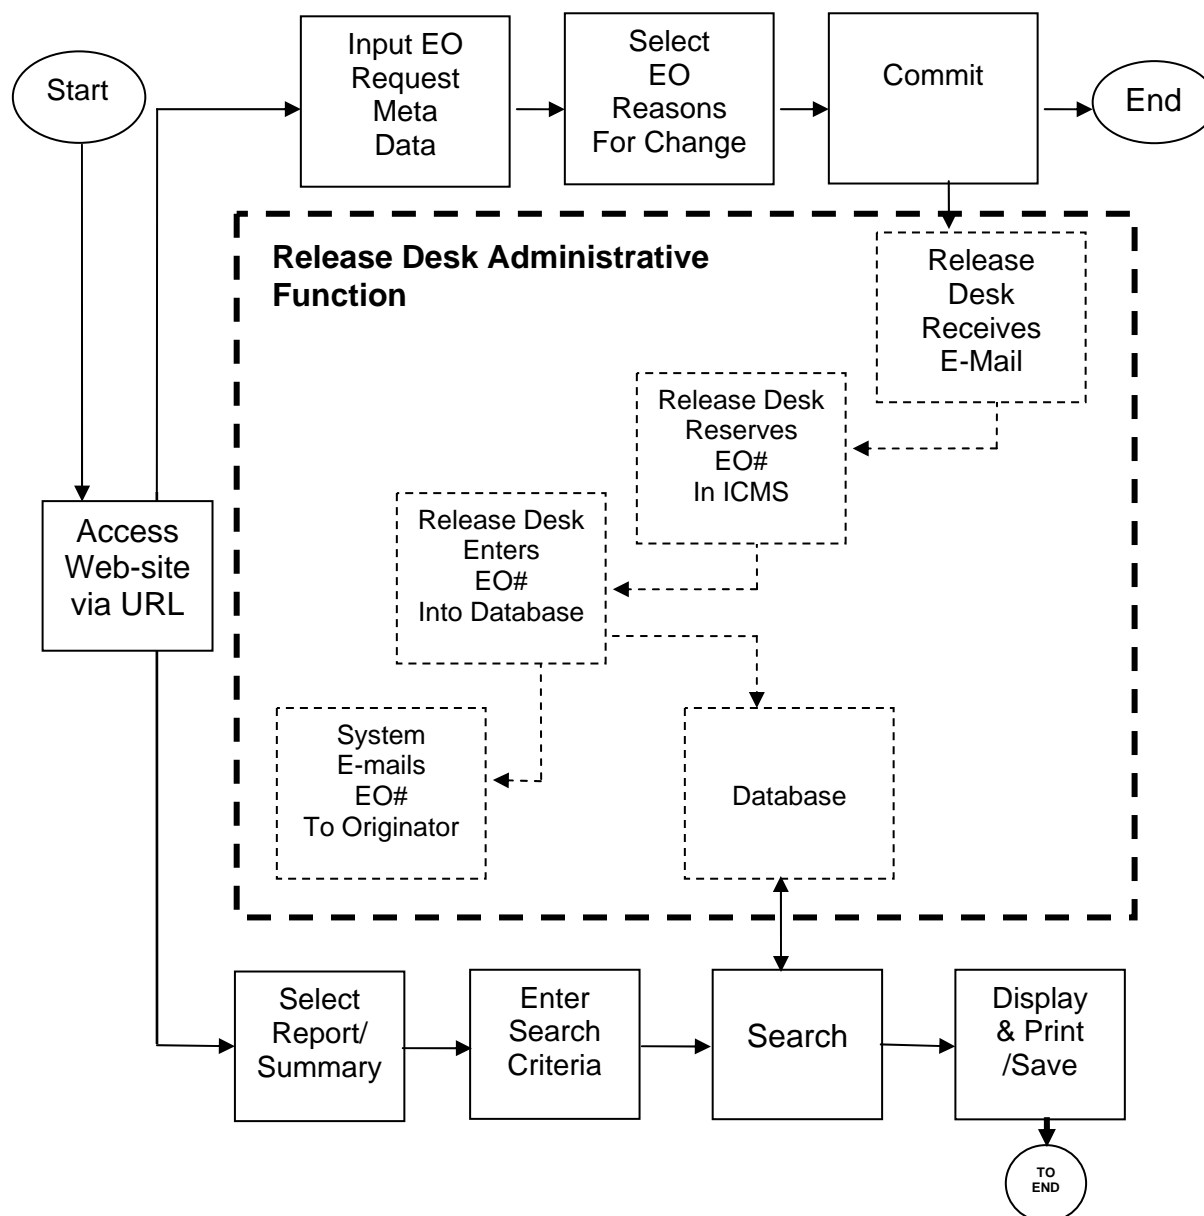 Start
Input EO
Request
Meta
Data
Select
EO
Reasons
For Change
Commit
End
Release Desk Administrative
Function
Release
Desk
Receives
E-Mail
Release Desk
Reserves
EO#
In ICMS
Release Desk
Enters
EO#
Into Database
Access
Web-site
via URL
System
E-mails
EO#
To Originator
Database
Select
Report/
Summary
Enter
Search
Criteria
Search
Display
& Print
/Save
TO
END